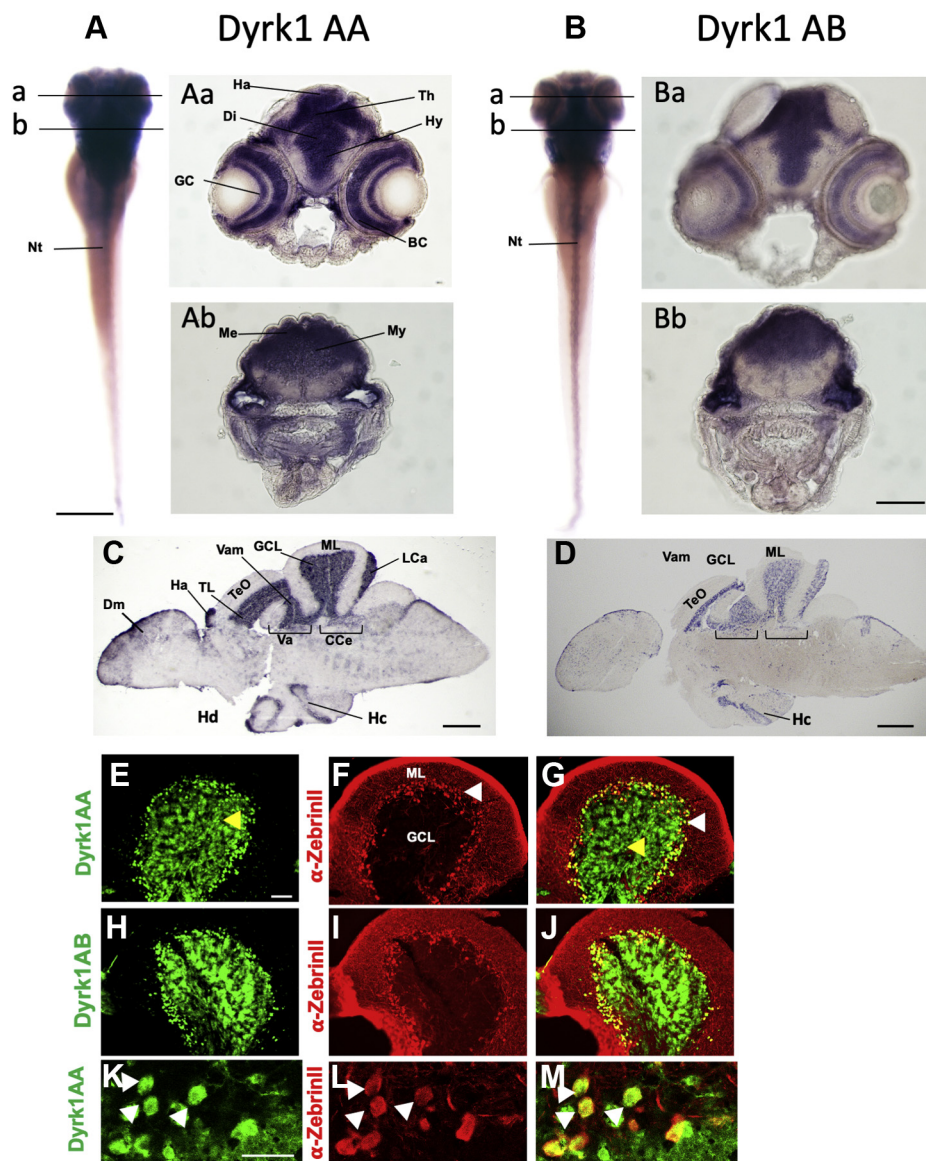 A Dyrk1 AA B Dyrk1 AB
a
b
Nt
Aa
Ha
Th
Di
Hy
GC
BC
Ab
Me
My
a
b
Nt
Ba
Bb
C
Vam
GCL
ML
LCa
Ha
TL
TeO
Dm
Va
CCe
Hd
Hc
D
Vam
GCL
ML
TeO
Hc
Dyrk1AA
E
α-ZebrinII
F
ML
GCL
G
Dyrk1AB
H
α-ZebrinII
I
J
Dyrk1AA
K
α-ZebrinII
L
M